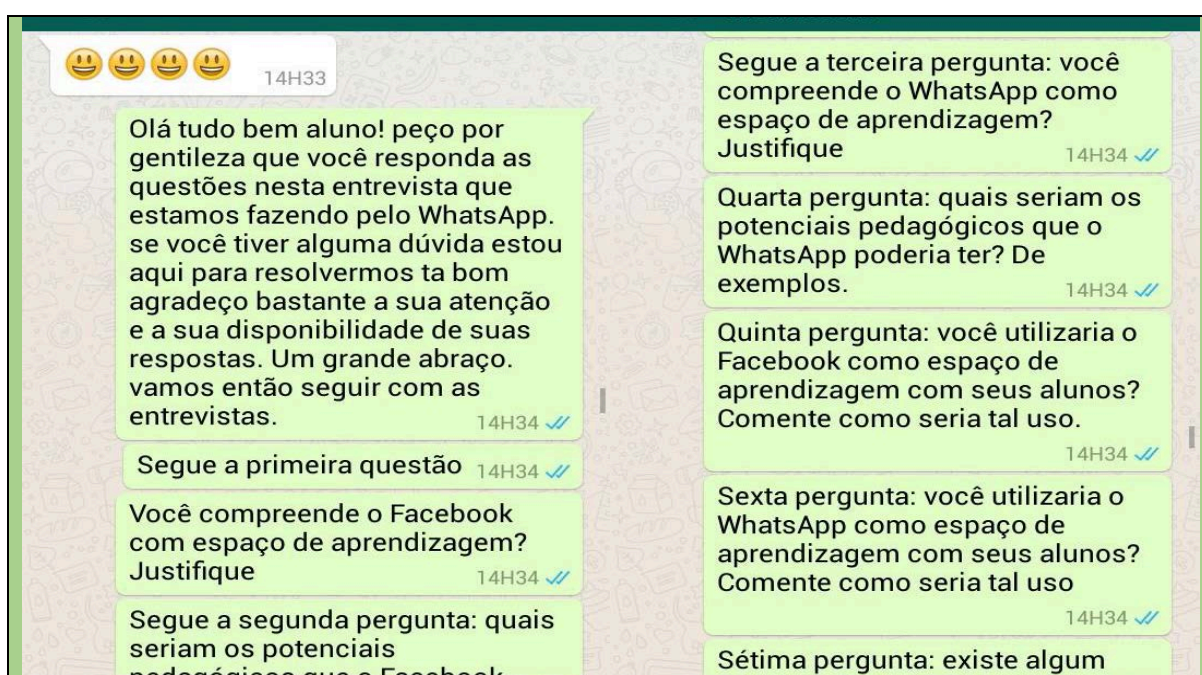 😃😃😃😃 14H33
Olá tudo bem aluno! peço por
gentileza que você responda as
questões nesta entrevista que
estamos fazendo pelo WhatsApp.
se você tiver alguma dúvida estou
aqui para resolvermos ta bom
agradeço bastante a sua atenção
e a sua disponibilidade de suas
respostas. Um grande abraço.
vamos então seguir com as
entrevistas. 14H34
Segue a primeira questão 14H34
Você compreende o Facebook
com espaço de aprendizagem?
Justifique 14H34
Segue a segunda pergunta: quais
seriam os potenciais
pedagógicos que o Facebook
Segue a terceira pergunta: você
compreende o WhatsApp como
espaço de aprendizagem?
Justifique 14H34
Quarta pergunta: quais seriam os
potenciais pedagógicos que o
WhatsApp poderia ter? De
exemplos. 14H34
Quinta pergunta: você utilizaria o
Facebook como espaço de
aprendizagem com seus alunos?
Comente como seria tal uso.
14H34
Sexta pergunta: você utilizaria o
WhatsApp como espaço de
aprendizagem com seus alunos?
Comente como seria tal uso
14H34
Sétima pergunta: existe algum